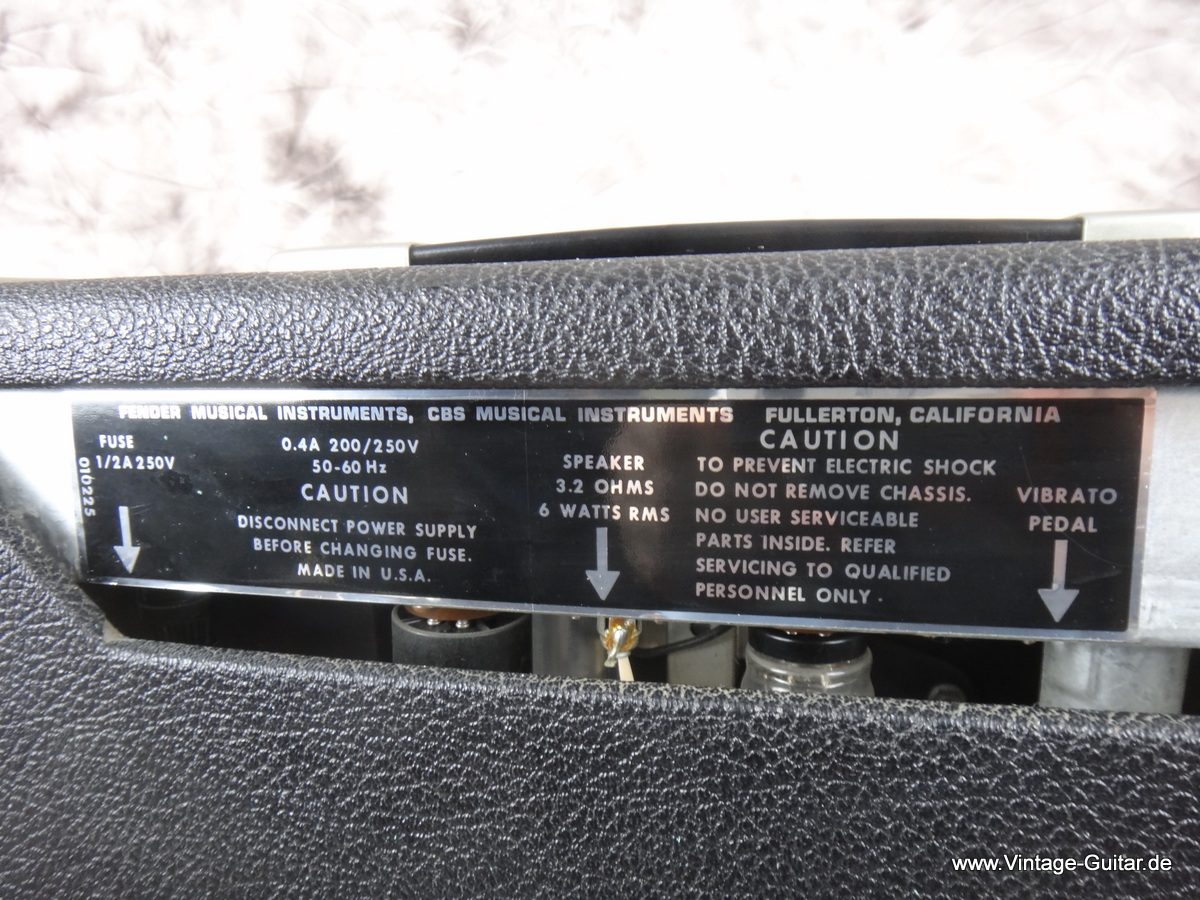 FENDER MUSICAL INSTRUMENTS, CBS MUSICAL INSTRUMENTS FULLERTON, CALIFORNIA
FUSE
1/2A 250V
010225
0.4A 200/250V
50-60 Hz
CAUTION
DISCONNECT POWER SUPPLY
BEFORE CHANGING FUSE.
MADE IN U.S.A.
SPEAKER
3.2 OHMS
6 WATTS RMS
CAUTION
TO PREVENT ELECTRIC SHOCK
DO NOT REMOVE CHASSIS.
NO USER SERVICEABLE
PARTS INSIDE. REFER
SERVICING TO QUALIFIED
PERSONNEL ONLY.
VIBRATO
PEDAL
www.Vintage-Guitar.de